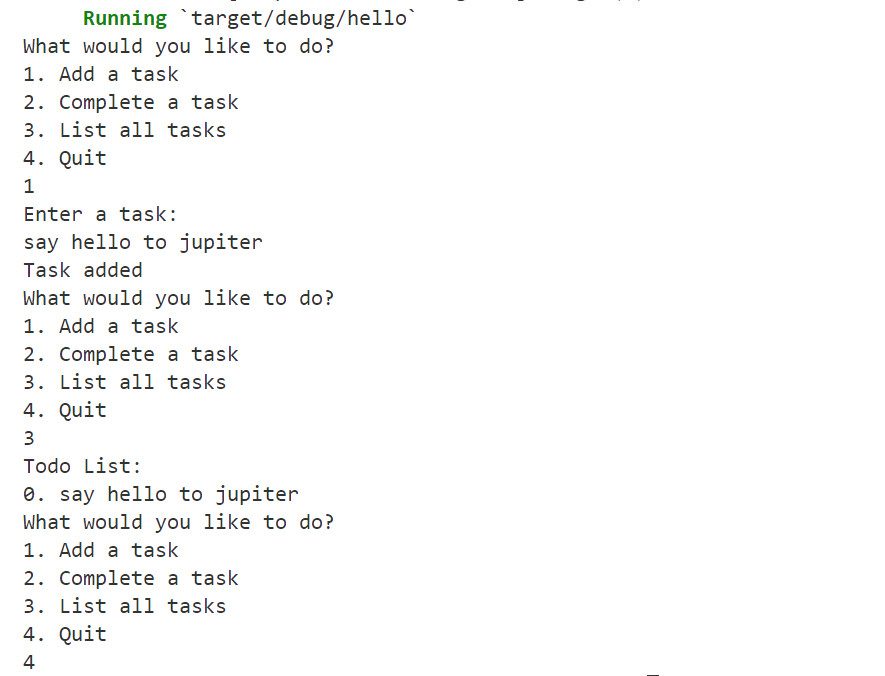 Running `target/debug/hello`
What would you like to do?
1. Add a task
2. Complete a task
3. List all tasks
4. Quit
1
Enter a task:
say hello to jupiter
Task added
What would you like to do?
1. Add a task
2. Complete a task
3. List all tasks
4. Quit
3
Todo List:
0. say hello to jupiter
What would you like to do?
1. Add a task
2. Complete a task
3. List all tasks
4. Quit
4